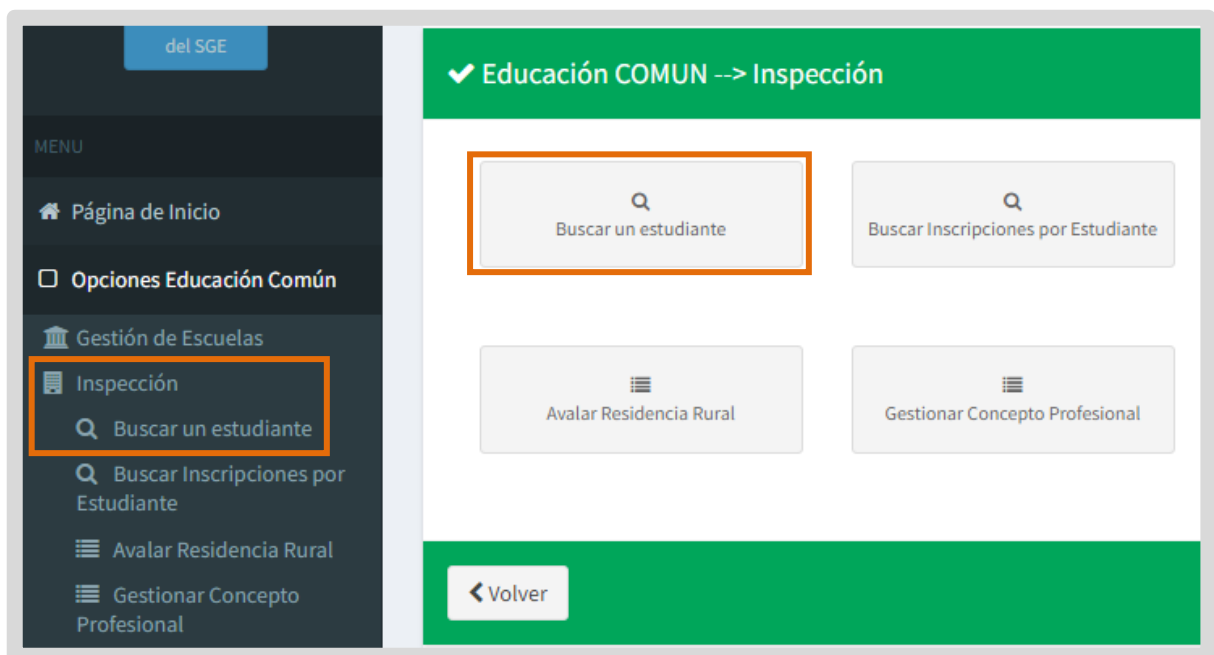 del SGE
MENU
Página de Inicio
Opciones Educación Común
Gestión de Escuelas
Inspección
Buscar un estudiante
Buscar Inscripciones por
Estudiante
Avalar Residencia Rural
Gestionar Concepto
Profesional
Educación COMUN --> Inspección
Buscar un estudiante
Buscar Inscripciones por Estudiante
Avalar Residencia Rural
Gestionar Concepto Profesional
Volver